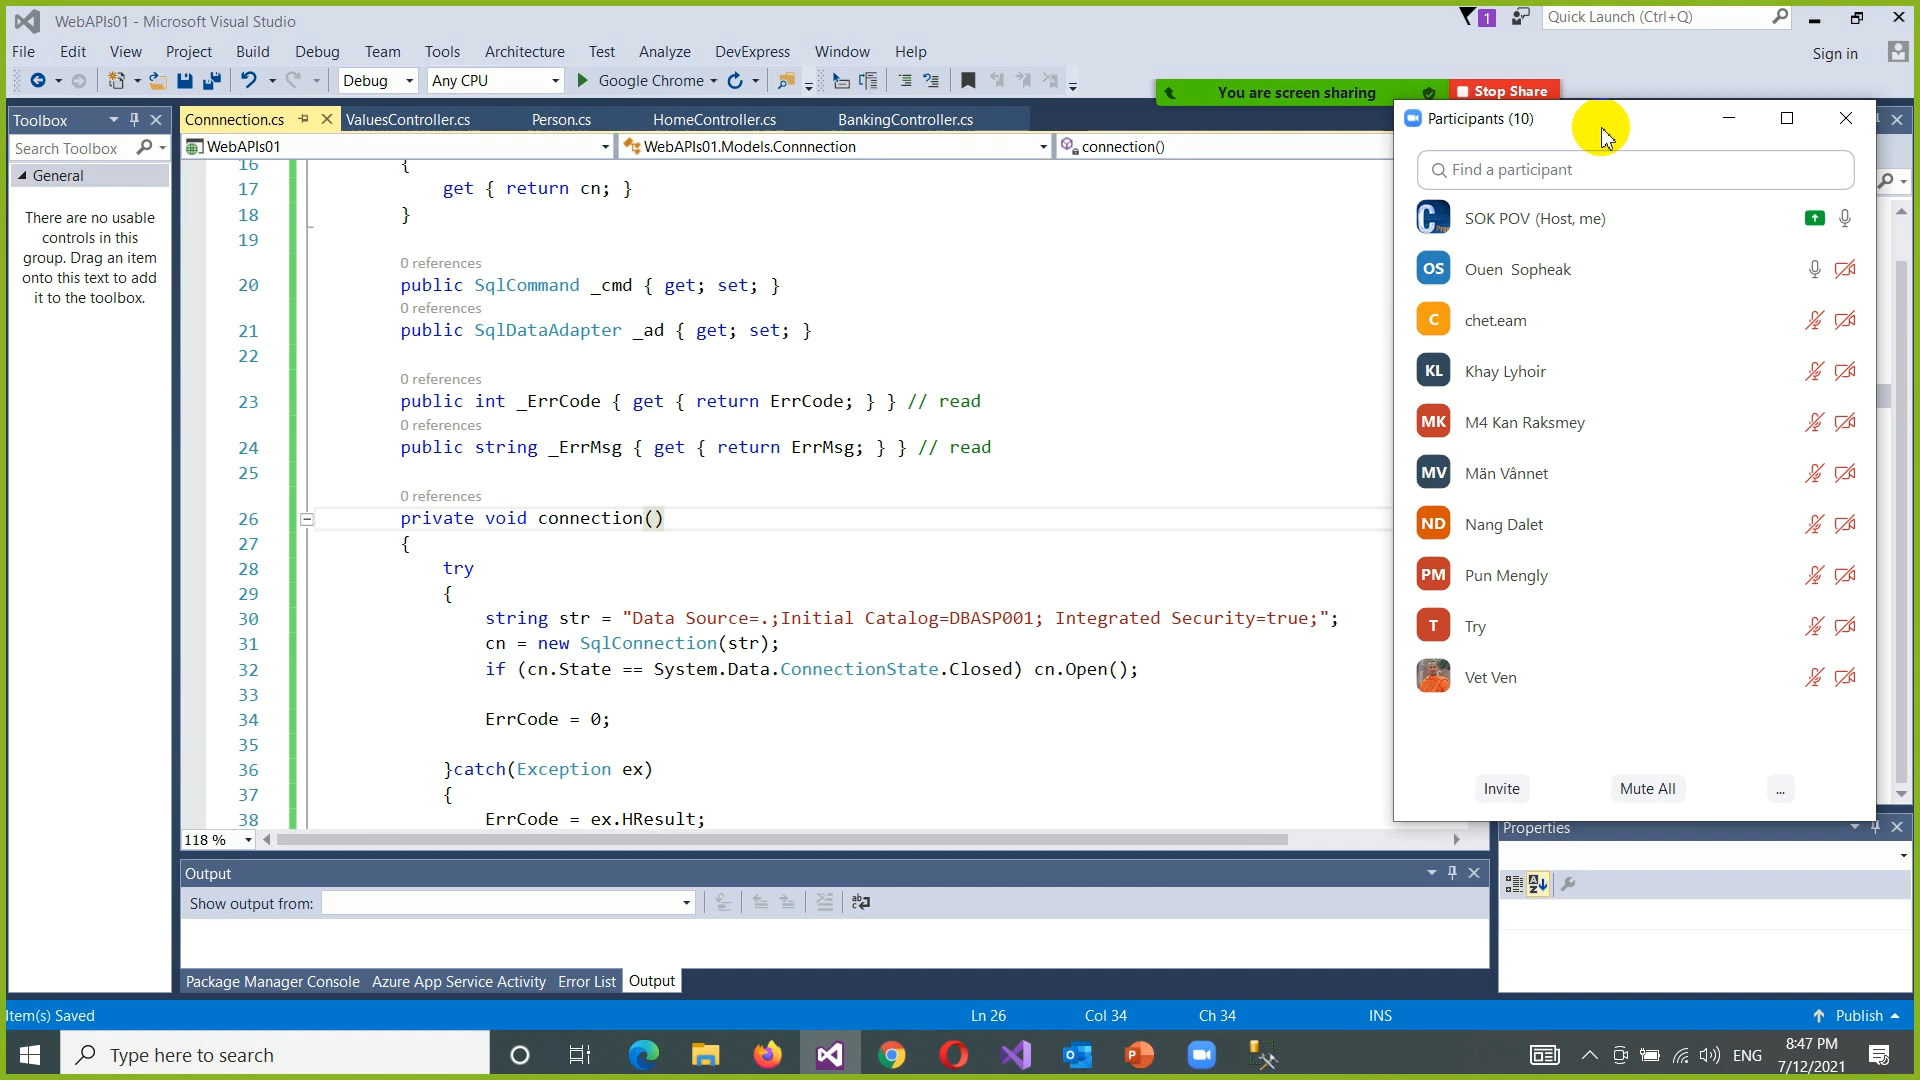 WebAPIs01 - Microsoft Visual Studio
1
Quick Launch (Ctrl+Q)
File Edit View Project Build Debug Team Tools Architecture Test Analyze DevExpress Window Help
Sign in
Debug Any CPU Google Chrome
You are screen sharing Stop Share
Toolbox
Search Toolbox
General
There are no usable
controls in this
group. Drag an item
onto this text to add
it to the toolbox.
Connnection.cs ValuesController.cs Person.cs HomeController.cs BankingController.cs
WebAPIs01 WebAPIs01.Models.Connnection connection()
16 {
17 get { return cn; }
18 }
19
0 references
20 public SqlCommand _cmd { get; set; }
0 references
21 public SqlDataAdapter _ad { get; set; }
22
0 references
23 public int _ErrCode { get { return ErrCode; } } // read
0 references
24 public string _ErrMsg { get { return ErrMsg; } } // read
25
0 references
26 private void connection()
27 {
28 try
29 {
30 string str = "Data Source=.;Initial Catalog=DBASP001; Integrated Security=true;";
31 cn = new SqlConnection(str);
32 if (cn.State == System.Data.ConnectionState.Closed) cn.Open();
33
34 ErrCode = 0;
35
36 }catch(Exception ex)
37 {
38 ErrCode = ex.HResult;
118 %
Participants (10)
Find a participant
SOK POV (Host, me)
OS Ouen Sopheak
C chet.eam
KL Khay Lyhoir
MK M4 Kan Raksmey
MV Män Vânnet
ND Nang Dalet
PM Pun Mengly
T Try
Vet Ven
Invite Mute All ...
Properties
Output
Show output from:
Package Manager Console Azure App Service Activity Error List Output
Item(s) Saved
Ln 26 Col 34 Ch 34 INS
Publish
Type here to search
ENG
8:47 PM
7/12/2021